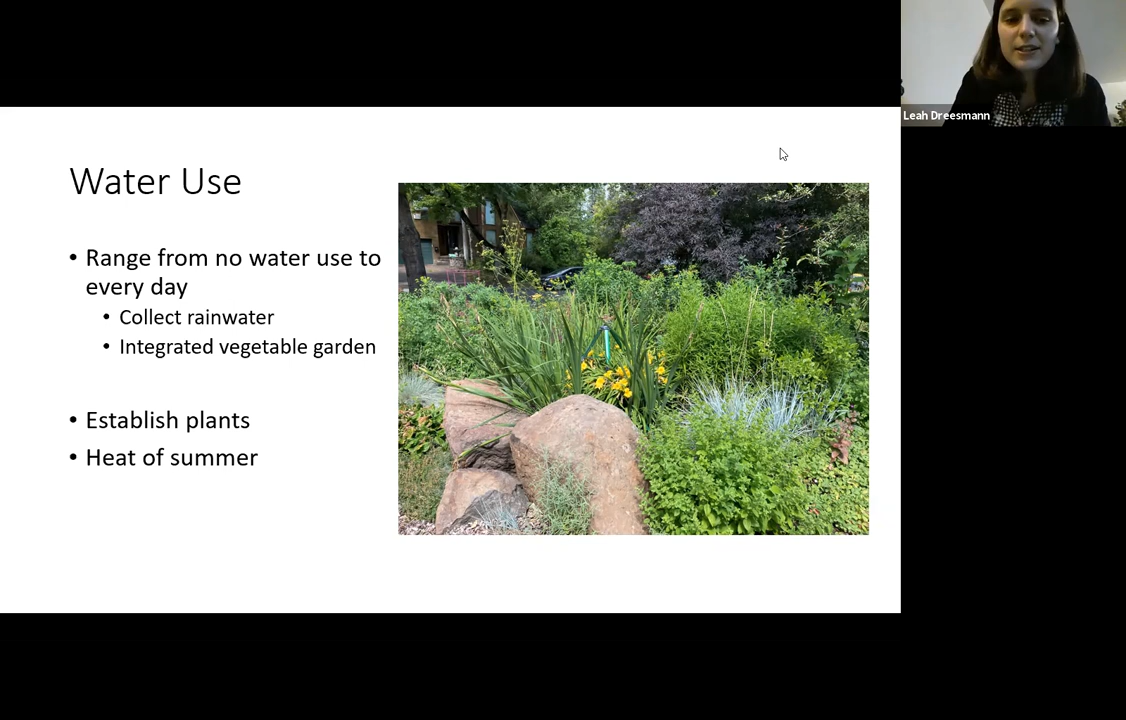 Leah Dreesmann
Water Use
• Range from no water use to
every day
• Collect rainwater
• Integrated vegetable garden
• Establish plants
• Heat of summer